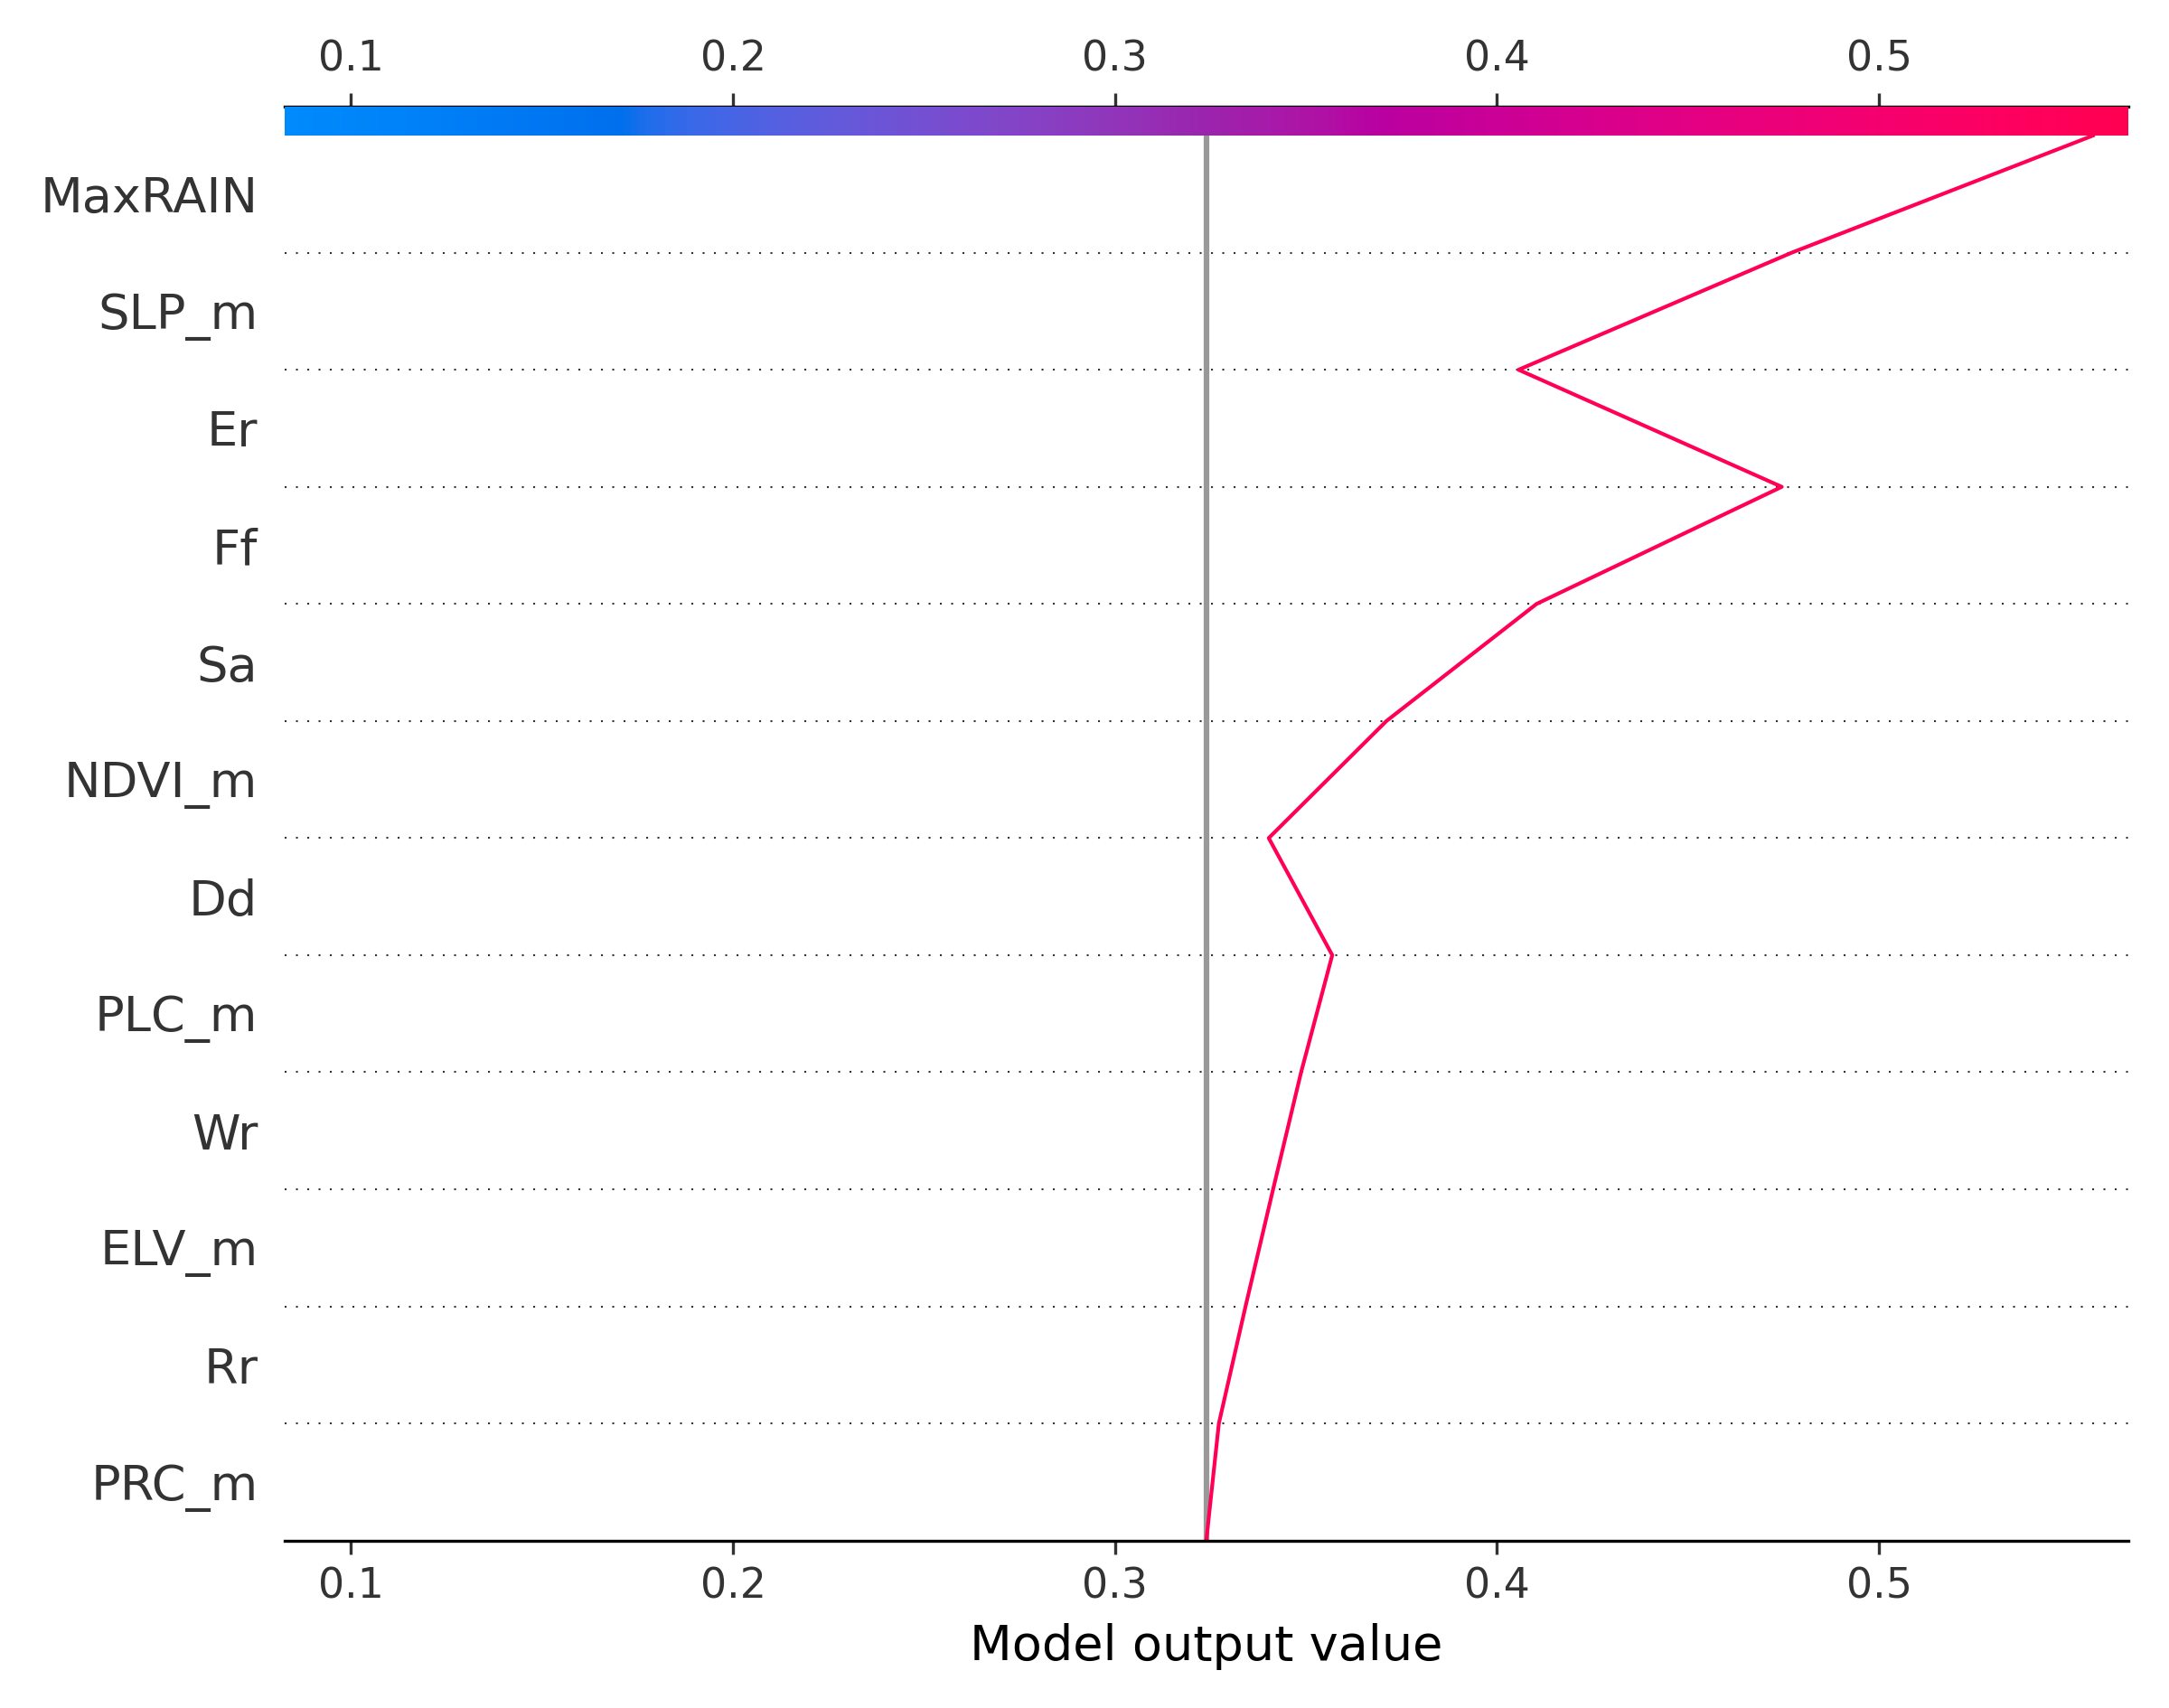 0.1 0.2 0.3 0.4 0.5
MaxRAIN
SLP_m
Er
Ff
Sa
NDVI_m
Dd
PLC_m
Wr
ELV_m
Rr
PRC_m
0.1 0.2 0.3 0.4 0.5
Model output value